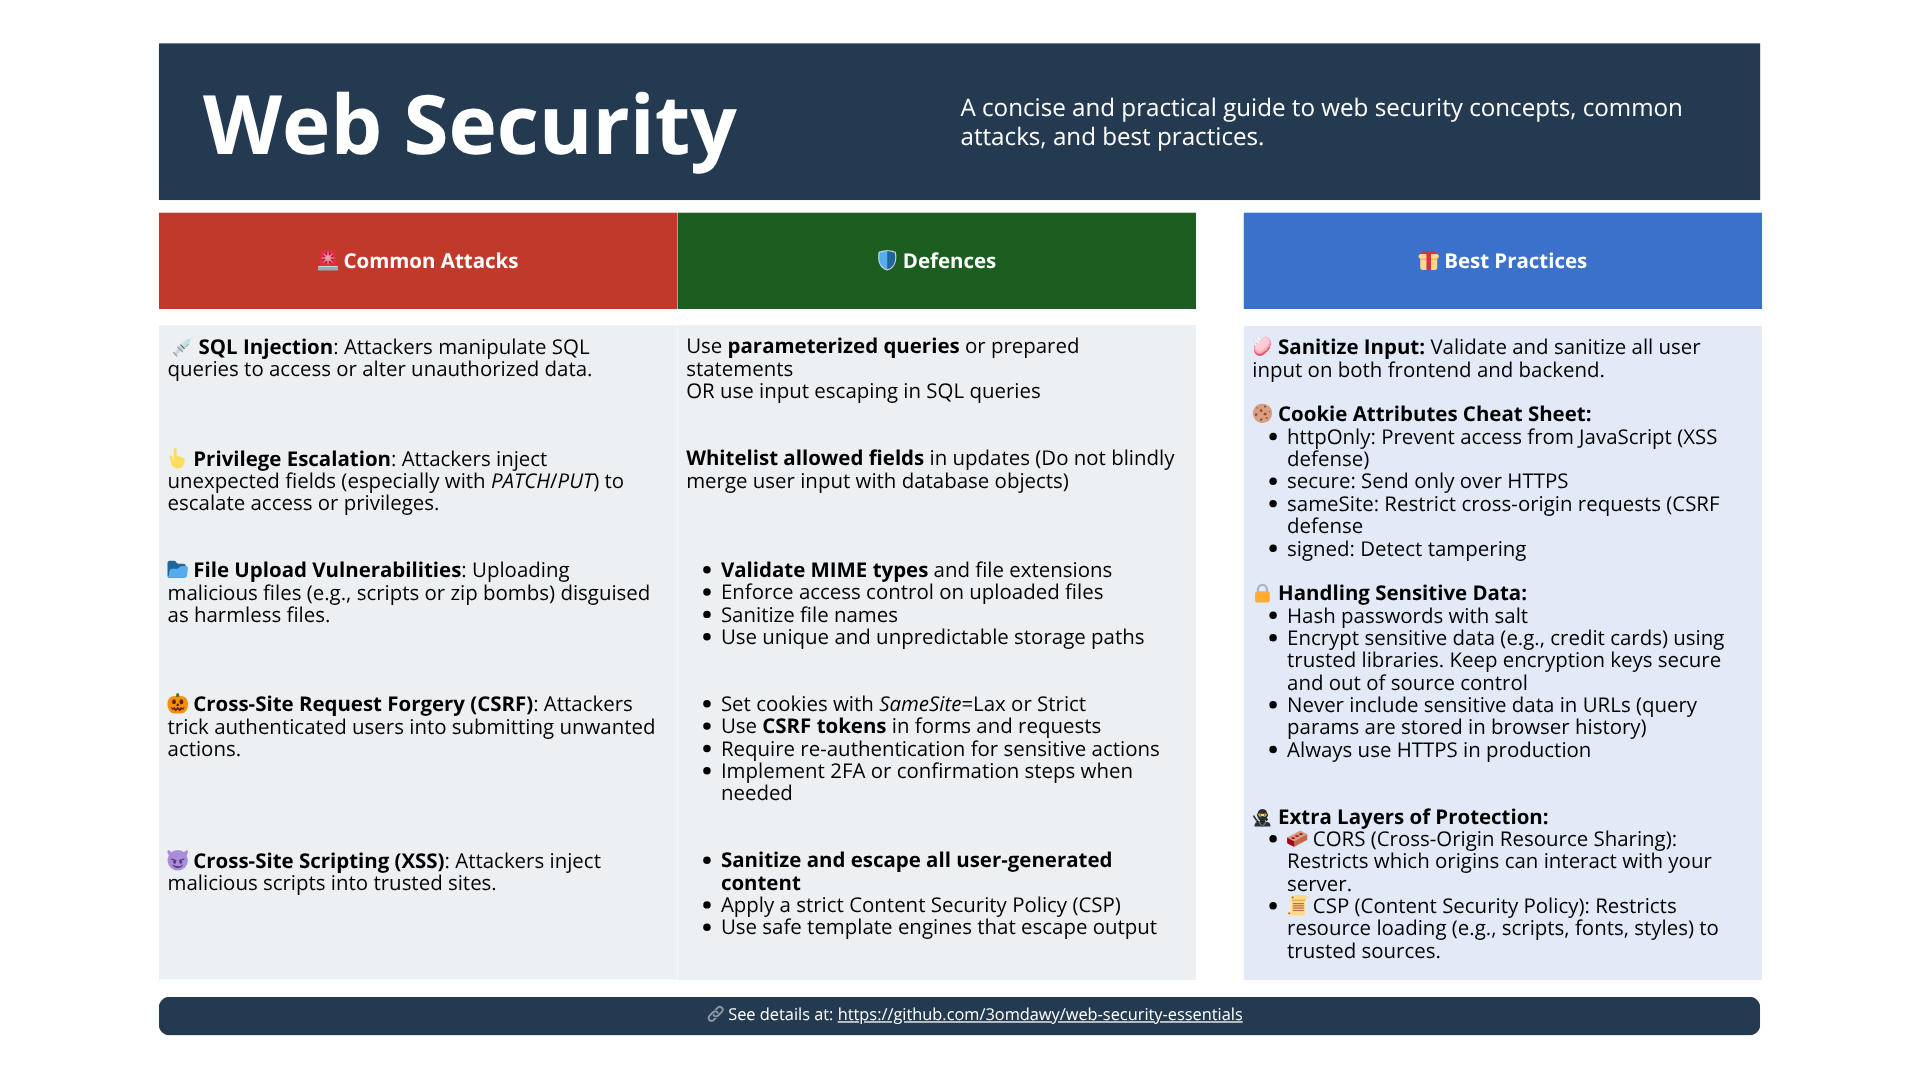 Web Security
A concise and practical guide to web security concepts, common
attacks, and best practices.
🚨 Common Attacks
💉 SQL Injection: Attackers manipulate SQL
queries to access or alter unauthorized data.
👆 Privilege Escalation: Attackers inject
unexpected fields (especially with PATCH/PUT) to
escalate access or privileges.
📂 File Upload Vulnerabilities: Uploading
malicious files (e.g., scripts or zip bombs) disguised
as harmless files.
🎃 Cross-Site Request Forgery (CSRF): Attackers
trick authenticated users into submitting unwanted
actions.
😈 Cross-Site Scripting (XSS): Attackers inject
malicious scripts into trusted sites.
🛡️ Defences
Use parameterized queries or prepared
statements
OR use input escaping in SQL queries
Whitelist allowed fields in updates (Do not blindly
merge user input with database objects)
• Validate MIME types and file extensions
• Enforce access control on uploaded files
• Sanitize file names
• Use unique and unpredictable storage paths
• Set cookies with SameSite=Lax or Strict
• Use CSRF tokens in forms and requests
• Require re-authentication for sensitive actions
• Implement 2FA or confirmation steps when
needed
• Sanitize and escape all user-generated
content
• Apply a strict Content Security Policy (CSP)
• Use safe template engines that escape output
🎁 Best Practices
🧼 Sanitize Input: Validate and sanitize all user
input on both frontend and backend.
🍪 Cookie Attributes Cheat Sheet:
• httpOnly: Prevent access from JavaScript (XSS
defense)
• secure: Send only over HTTPS
• sameSite: Restrict cross-origin requests (CSRF
defense
• signed: Detect tampering
🔒 Handling Sensitive Data:
• Hash passwords with salt
• Encrypt sensitive data (e.g., credit cards) using
trusted libraries. Keep encryption keys secure
and out of source control
• Never include sensitive data in URLs (query
params are stored in browser history)
• Always use HTTPS in production
🥷 Extra Layers of Protection:
• 🧱 CORS (Cross-Origin Resource Sharing):
Restricts which origins can interact with your
server.
• 📜 CSP (Content Security Policy): Restricts
resource loading (e.g., scripts, fonts, styles) to
trusted sources.
🔗 See details at: https://github.com/3omdawy/web-security-essentials